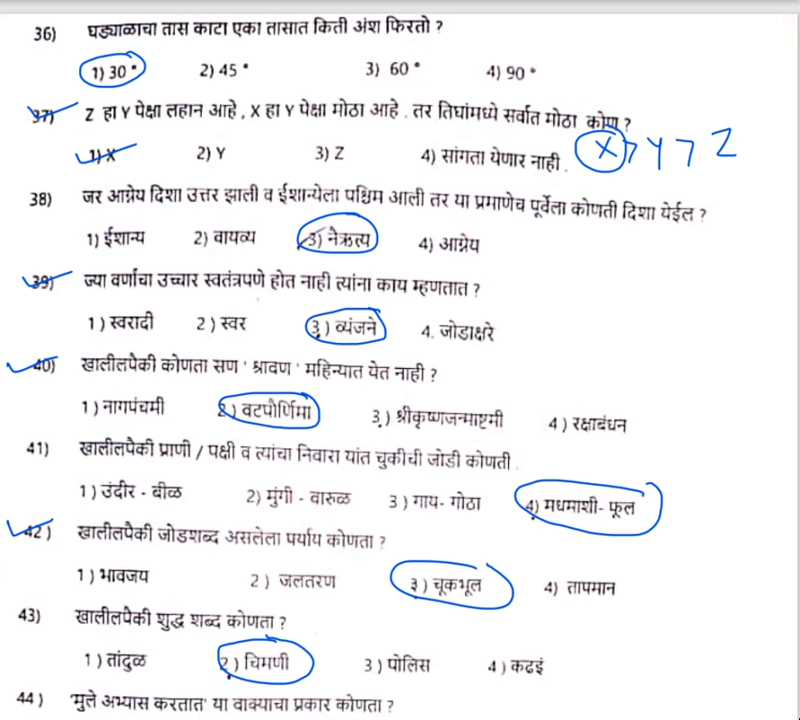 36) घड्याळाचा तास काटा एका तासात किती अंश फिरतो ?
1) 30° 2) 45° 3) 60° 4) 90°
37) Z हा Y पेक्षा लहान आहे , X हा Y पेक्षा मोठा आहे . तर तिघांमध्ये सर्वात मोठा कोण ?
1) X 2) Y 3) Z 4) सांगता येणार नाही . X > Y > Z
38) जर आग्नेय दिशा उत्तर झाली व ईशान्येला पश्चिम आली तर या प्रमाणेच पूर्वेला कोणती दिशा येईल ?
1) ईशान्य 2) वायव्य 3) नैऋत्य 4) आग्नेय
39) ज्या वर्णांचा उच्चार स्वतंत्रपणे होत नाही त्यांना काय म्हणतात ?
1 ) स्वरादी 2 ) स्वर 3 ) व्यंजने 4. जोडाक्षरे
40) खालीलपैकी कोणता सण ' श्रावण ' महिन्यात येत नाही ?
1 ) नागपंचमी 2 ) वटपौर्णिमा 3 ) श्रीकृष्णजन्माष्टमी 4 ) रक्षाबंधन
41) खालीलपैकी प्राणी / पक्षी व त्यांचा निवारा यांत चुकीची जोडी कोणती .
1 ) उंदीर - बीळ 2) मुंगी - वारुळ 3 ) गाय- गोठा 4) मधमाशी- फूल
42 ) खालीलपैकी जोडशब्द असलेला पर्याय कोणता ?
1 ) भावजय 2 ) जलतरण ३ ) चूकभूल 4) तापमान
43) खालीलपैकी शुद्ध शब्द कोणता ?
1 ) तांदुळ 2 ) चिमणी 3 ) पोलिस 4 ) कढइं
44 ) 'मुले अभ्यास करतात' या वाक्याचा प्रकार कोणता ?